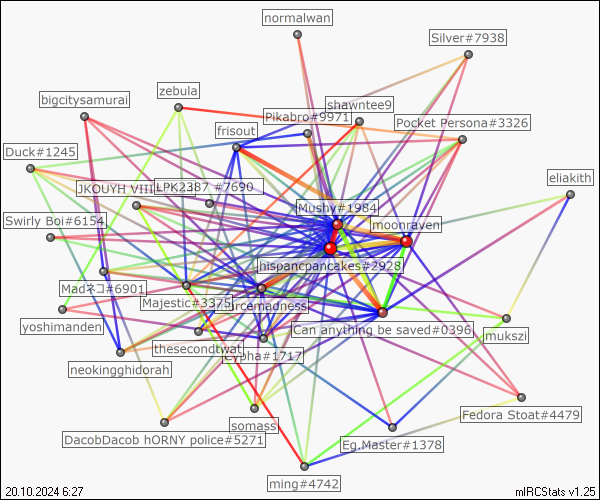 normalwan
Silver#7938
zebula
bigcitysamurai
shawntee9
Pikabro#9971
Pocket Persona#3326
frisout
Duck#1245
eliakith
JKOUYH VIII
LPK2387 #7690
Mushy#1984
moonraven
Swirly Boi#6154
hispancpancakes#2928
Madネコ#6901
Majestic#3375
rcemadness
yoshimanden
Can anything be saved#0396
mukszi
thesecondtwat
#1717
neokingghidorah
somass
Fedora Stoat#4479
DacobDacob hORNY police#5271
Eg.Master#1378
ming#4742
20.10.2024 6:27
mIRCStats v1.25